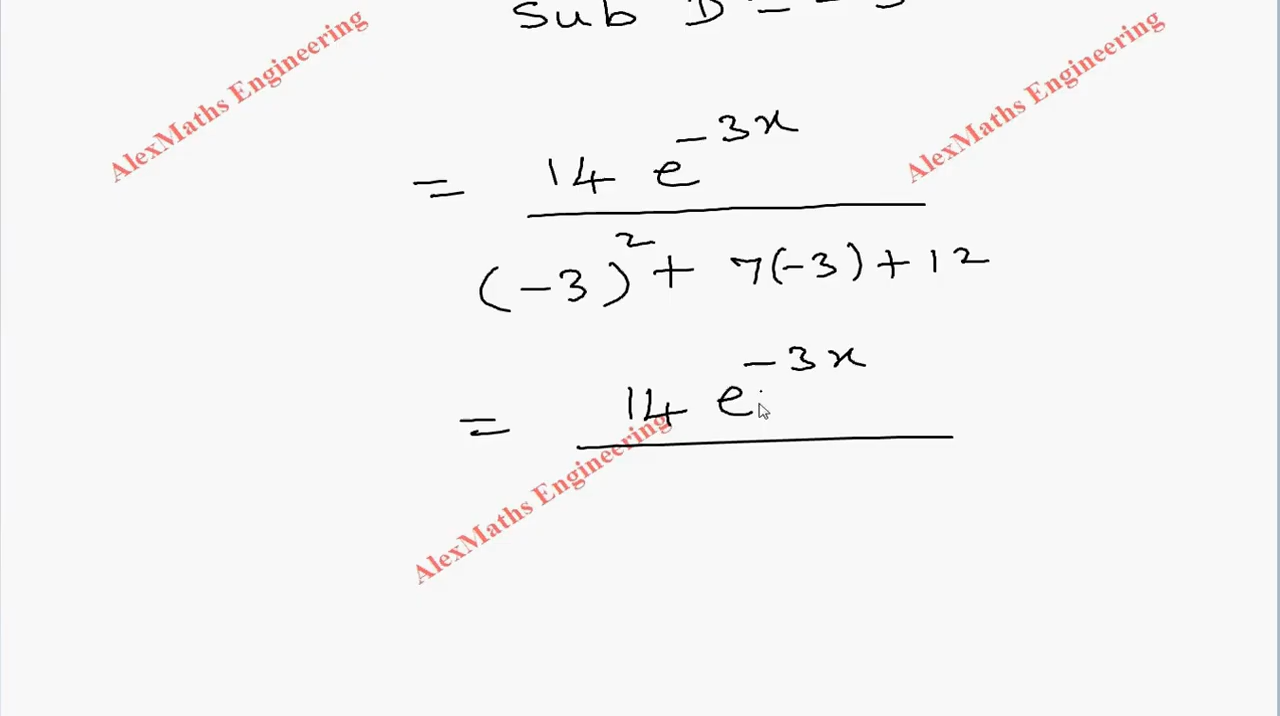 Sub D = -3
AlexMaths Engineering
AlexMaths Engineering
= 14 e^{-3x}
(-3)^2 + 7(-3) + 12
= 14 e^{-3x}
AlexMaths Engineering